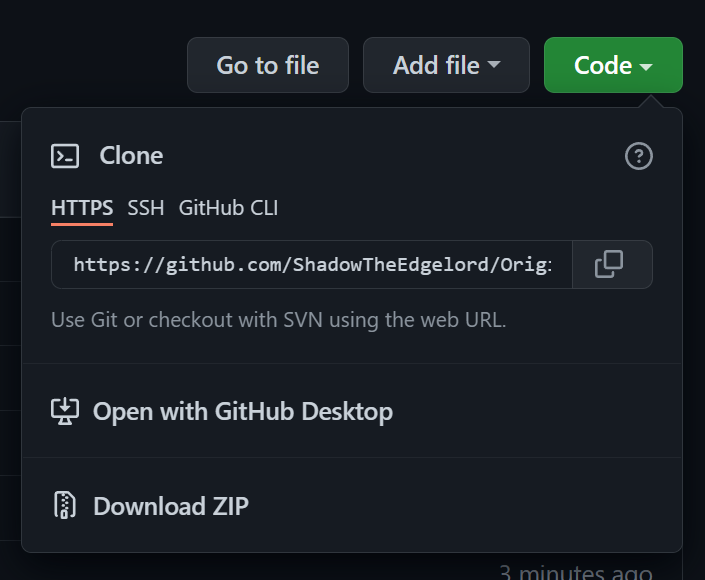 Go to file Add file Code
Clone
HTTPS SSH GitHub CLI
https://github.com/ShadowTheEdgelord/Orig
Use Git or checkout with SVN using the web URL.
Open with GitHub Desktop
Download ZIP
3 minutes ago